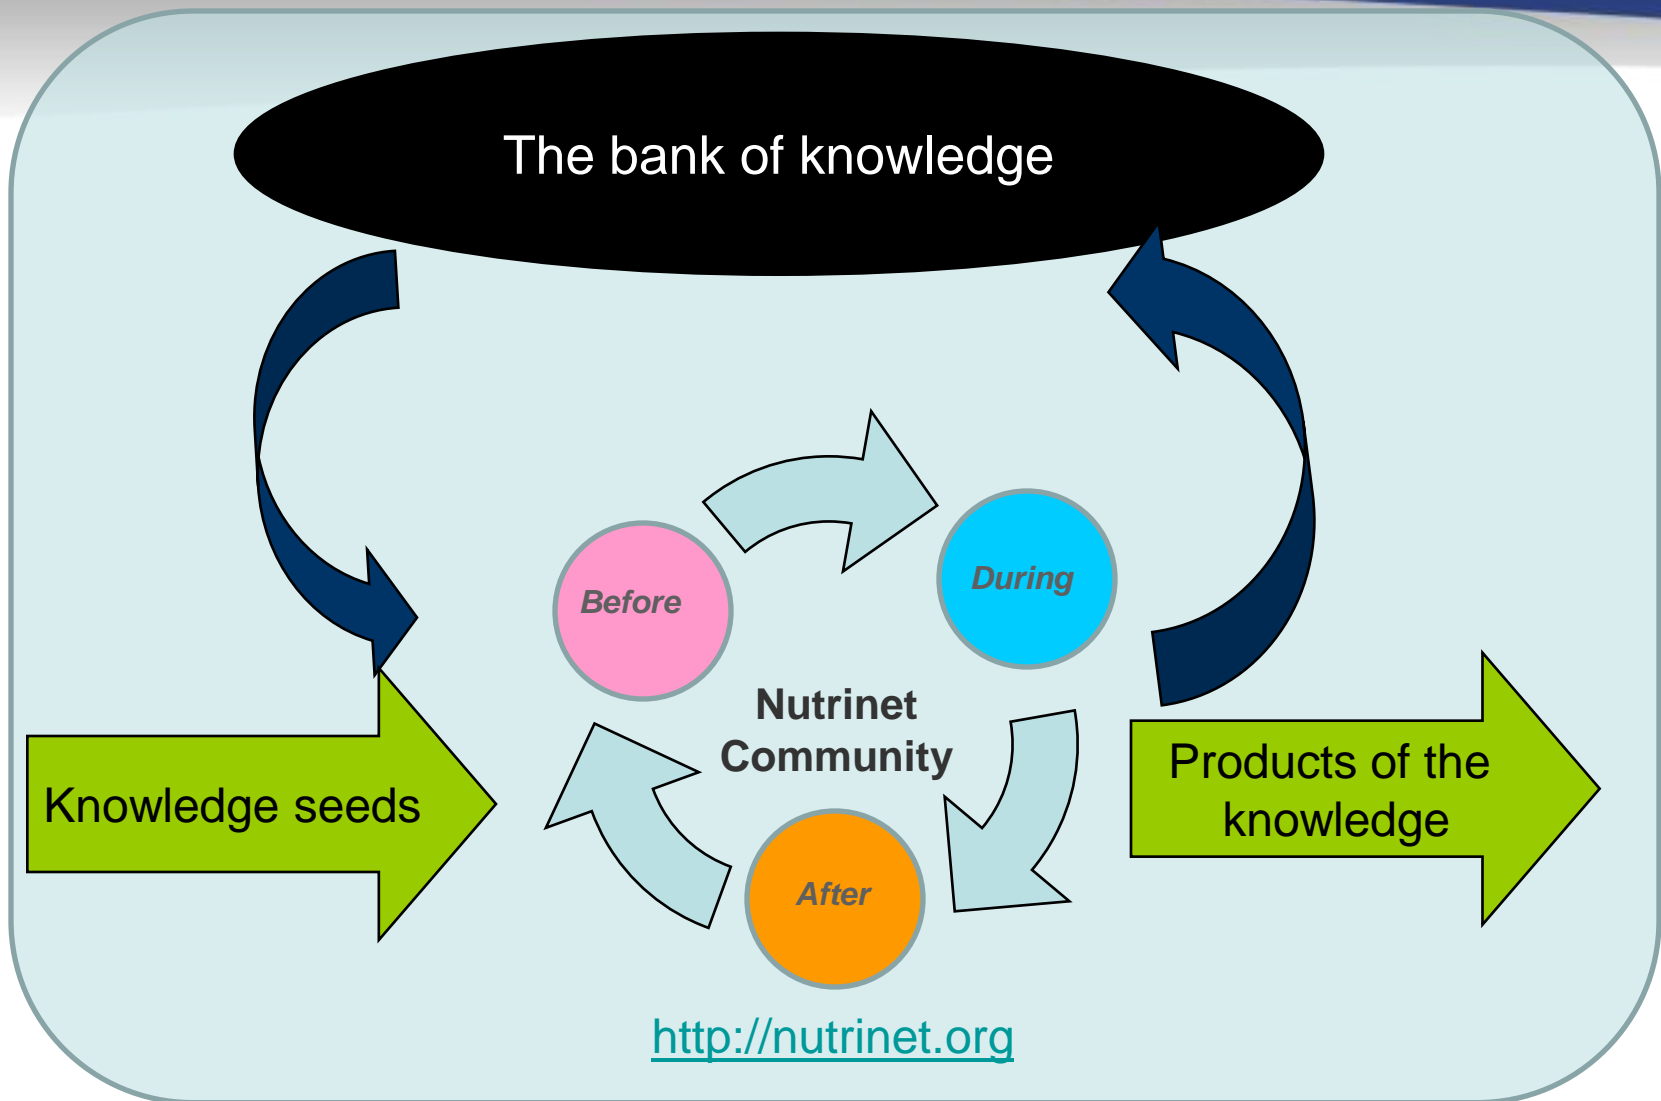 The bank of knowledge
Before
During
Nutrinet
Community
Knowledge seeds
Products of the
knowledge
After
http://nutrinet.org